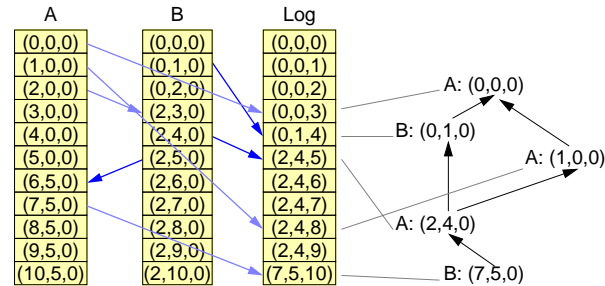 A B Log
(0,0,0) (0,0,0) (0,0,0)
(1,0,0) (0,1,0) (0,0,1)
(2,0,0) (0,2,0) (0,0,2)
(3,0,0) (2,3,0) (0,0,3)
(4,0,0) (2,4,0) (0,1,4)
(5,0,0) (2,5,0) (2,4,5)
(6,5,0) (2,6,0) (2,4,6)
(7,5,0) (2,7,0) (2,4,7)
(8,5,0) (2,8,0) (2,4,8)
(9,5,0) (2,9,0) (2,4,9)
(10,5,0) (2,10,0) (7,5,10)
A: (0,0,0)
B: (0,1,0)
A: (1,0,0)
A: (2,4,0)
B: (7,5,0)